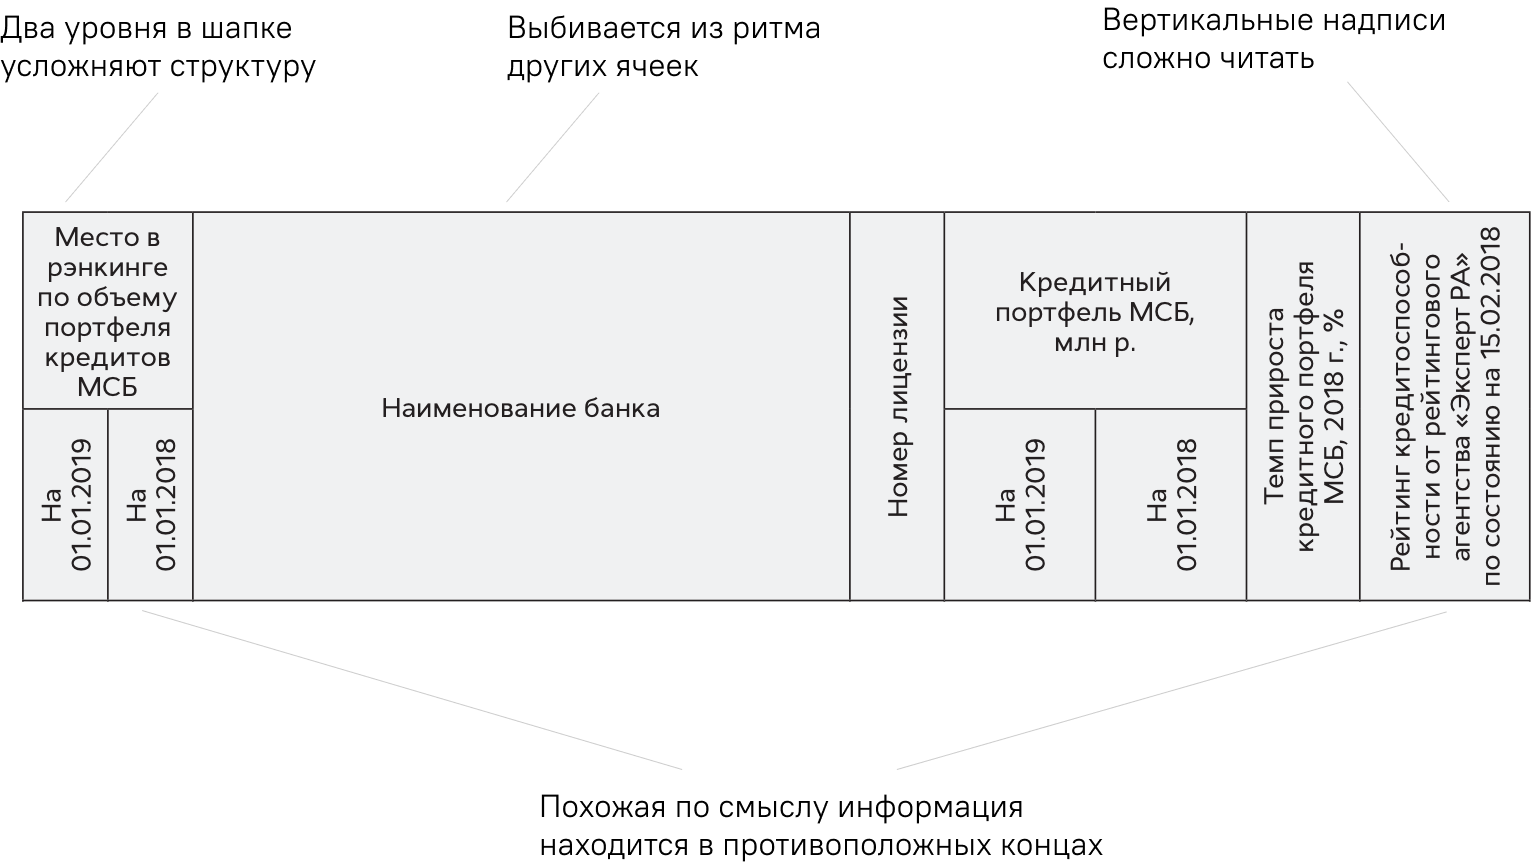 Два уровня в шапке
усложняют структуру
Выбивается из ритма
других ячеек
Вертикальные надписи
сложно читать
Место в
рэнкинге
по объему
портфеля
кредитов
МСБ
На
01.01.2019
На
01.01.2018
Наименование банка
Номер лицензии
Кредитный
портфель МСБ,
млн р.
На
01.01.2019
На
01.01.2018
Темп прироста
кредитного портфеля
МСБ, 2018 г., %
Рейтинг кредитоспособ-
ности от рейтингового
агентства «Эксперт РА»
по состоянию на 15.02.2018
Похожая по смыслу информация
находится в противоположных концах